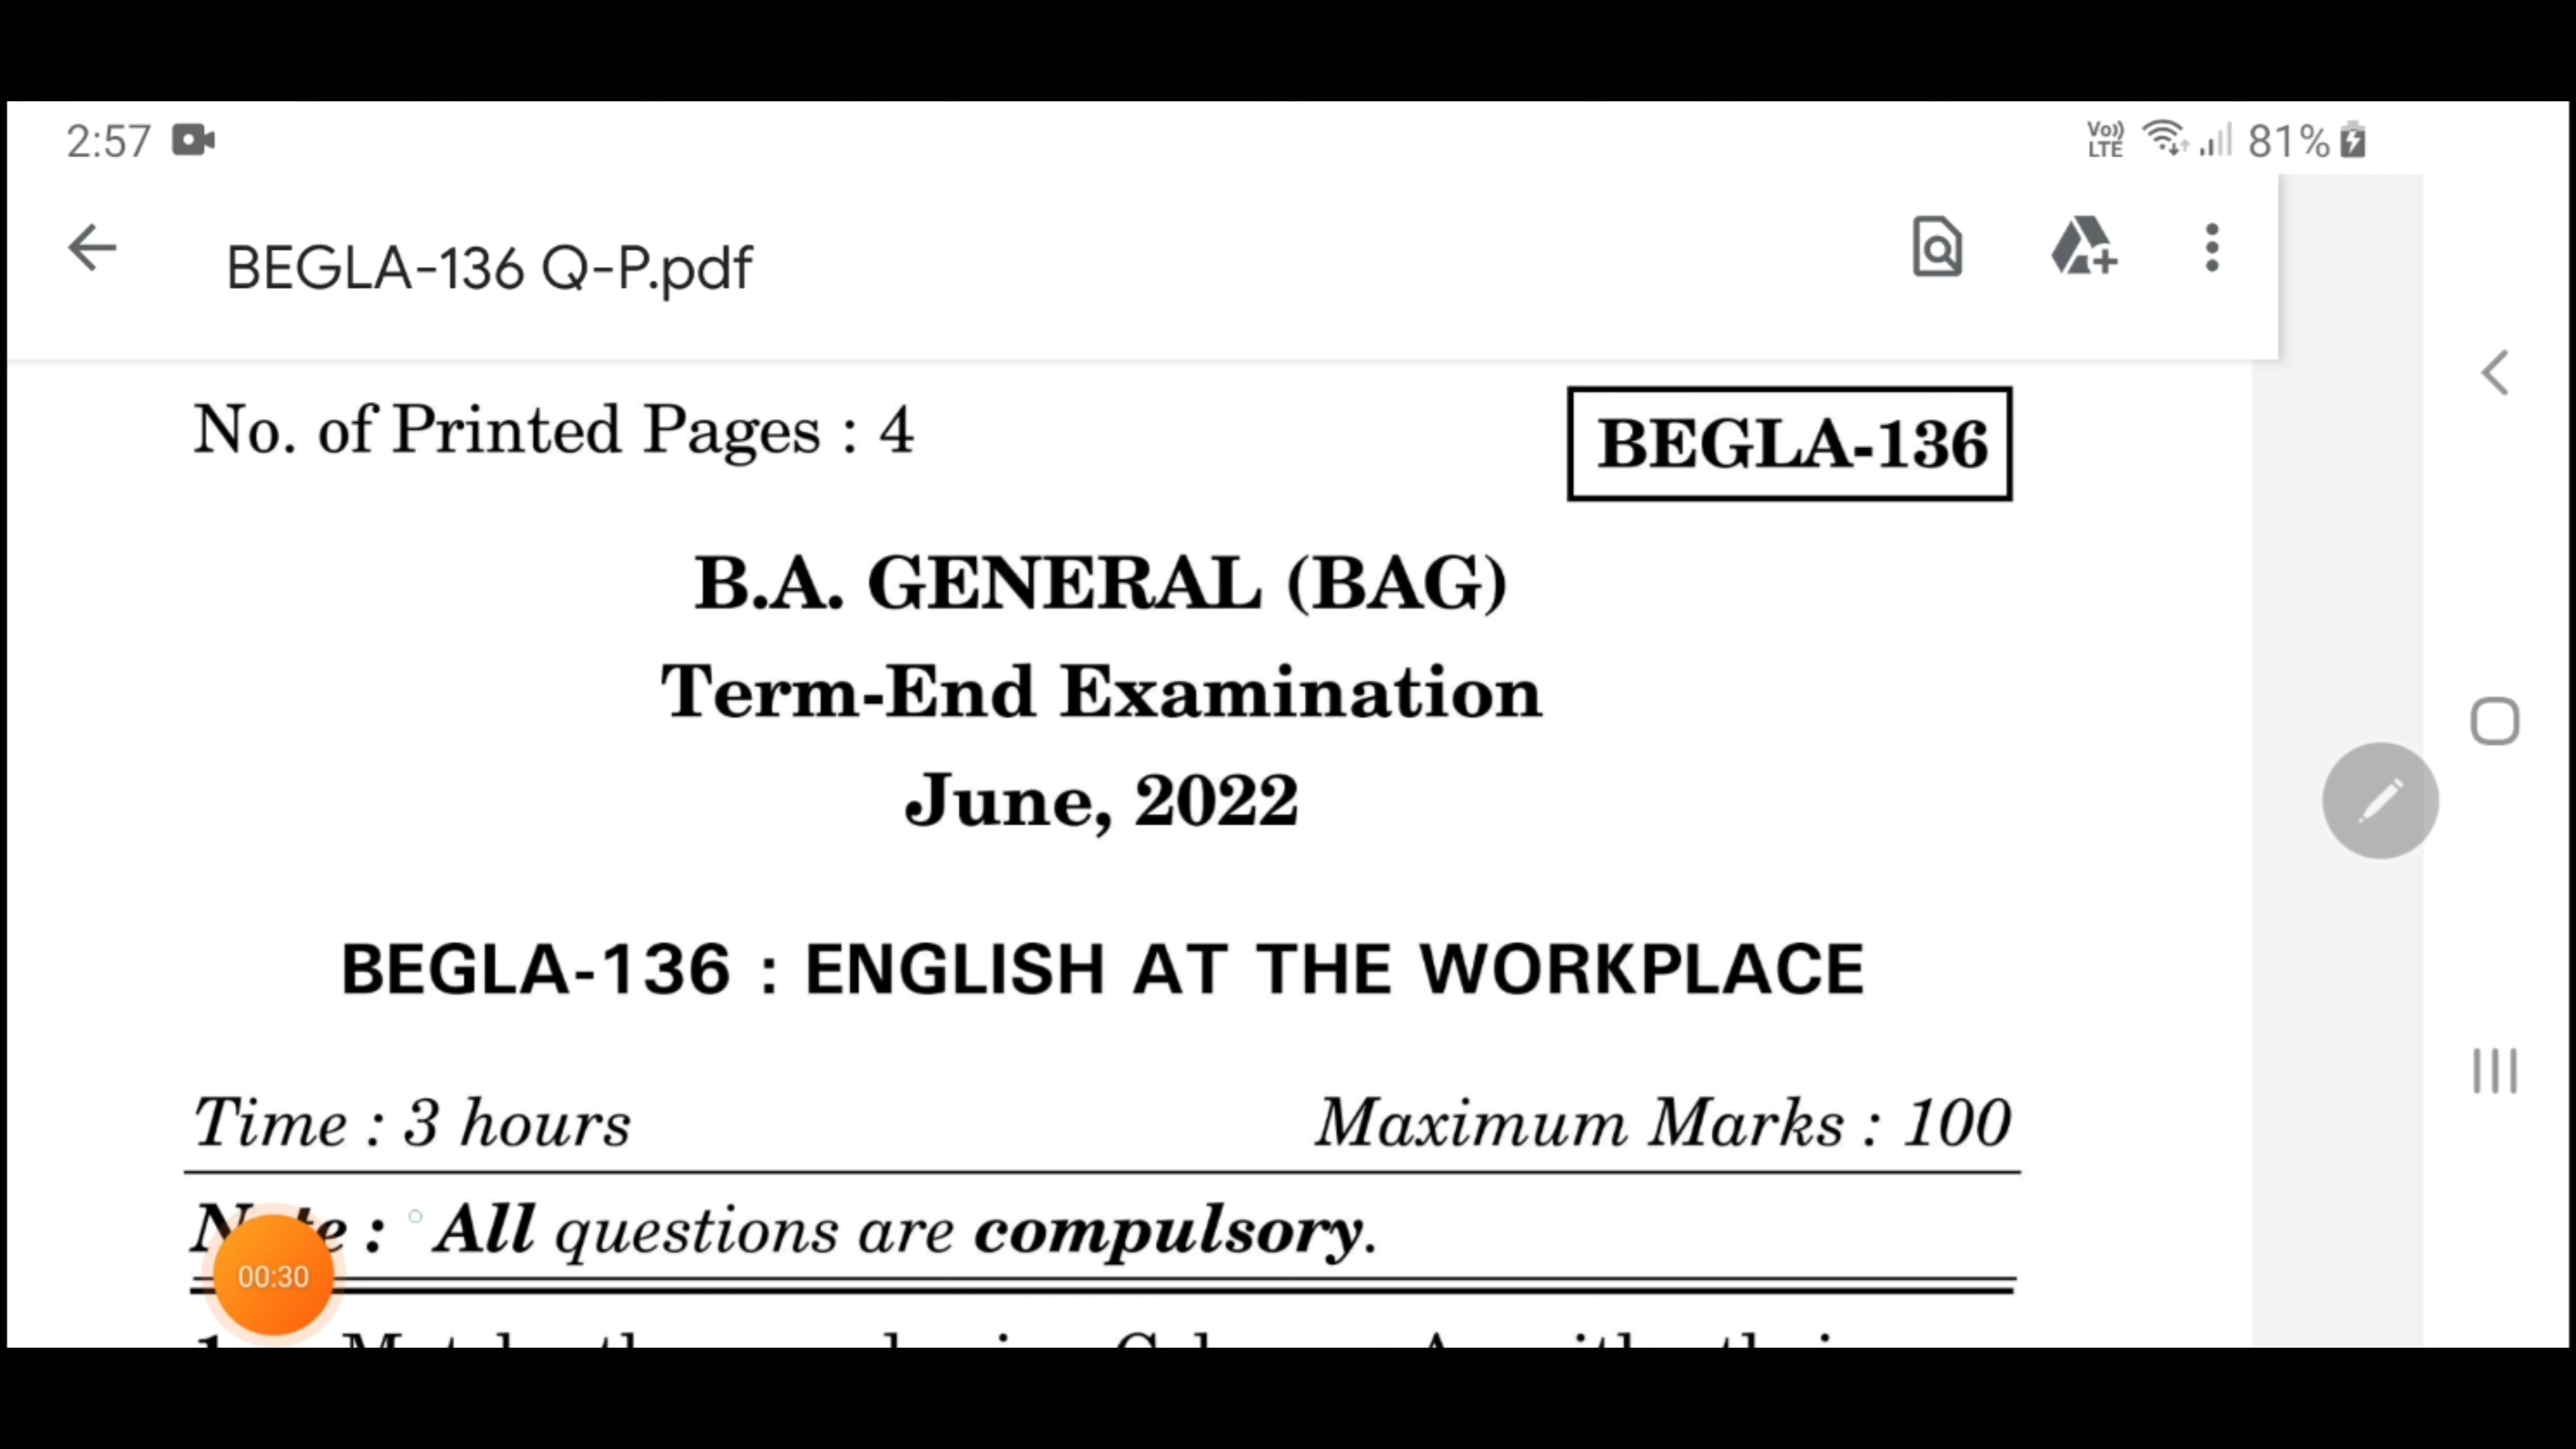 2:57
Vo)) LTE 81%
BEGLA-136 Q-P.pdf
No. of Printed Pages : 4
BEGLA-136
B.A. GENERAL (BAG)
Term-End Examination
June, 2022
BEGLA-136 : ENGLISH AT THE WORKPLACE
Time : 3 hours
Maximum Marks : 100
: All questions are compulsory.
00:30